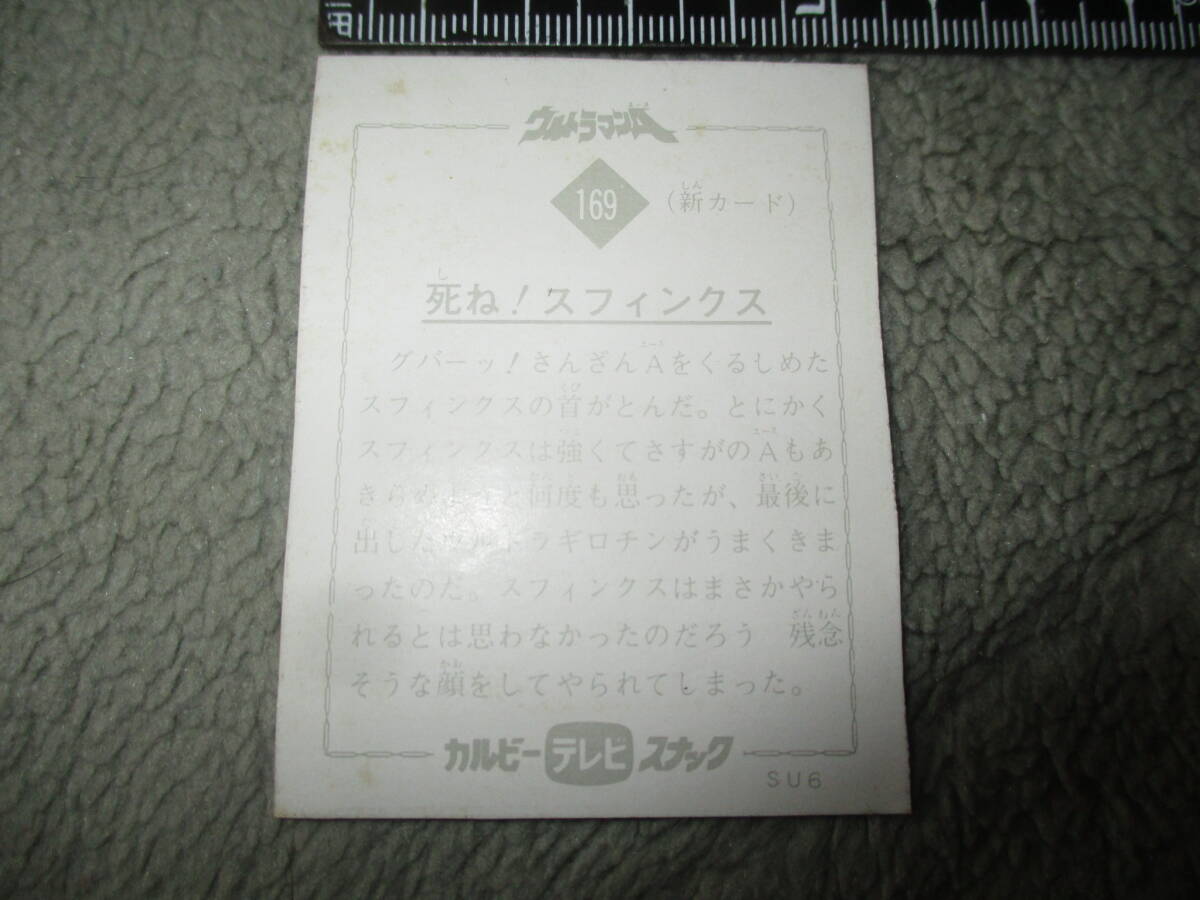 ウルトラマンA
169 (新カード)
死ね!スフィンクス
グバーッ!さんざんAをくるしめた
スフィンクスの首がとんだ。とにかく
スフィンクスは強くてさすがのAもあ
きらめようと何度も思ったが、最後に
出した ラギロチンがうまくきま
ったのだ。スフィンクスはまさかやら
れるとは思わなかったのだろう 残念
そうな顔をしてやられてしまった。
カルビーテレビスナック
SU6